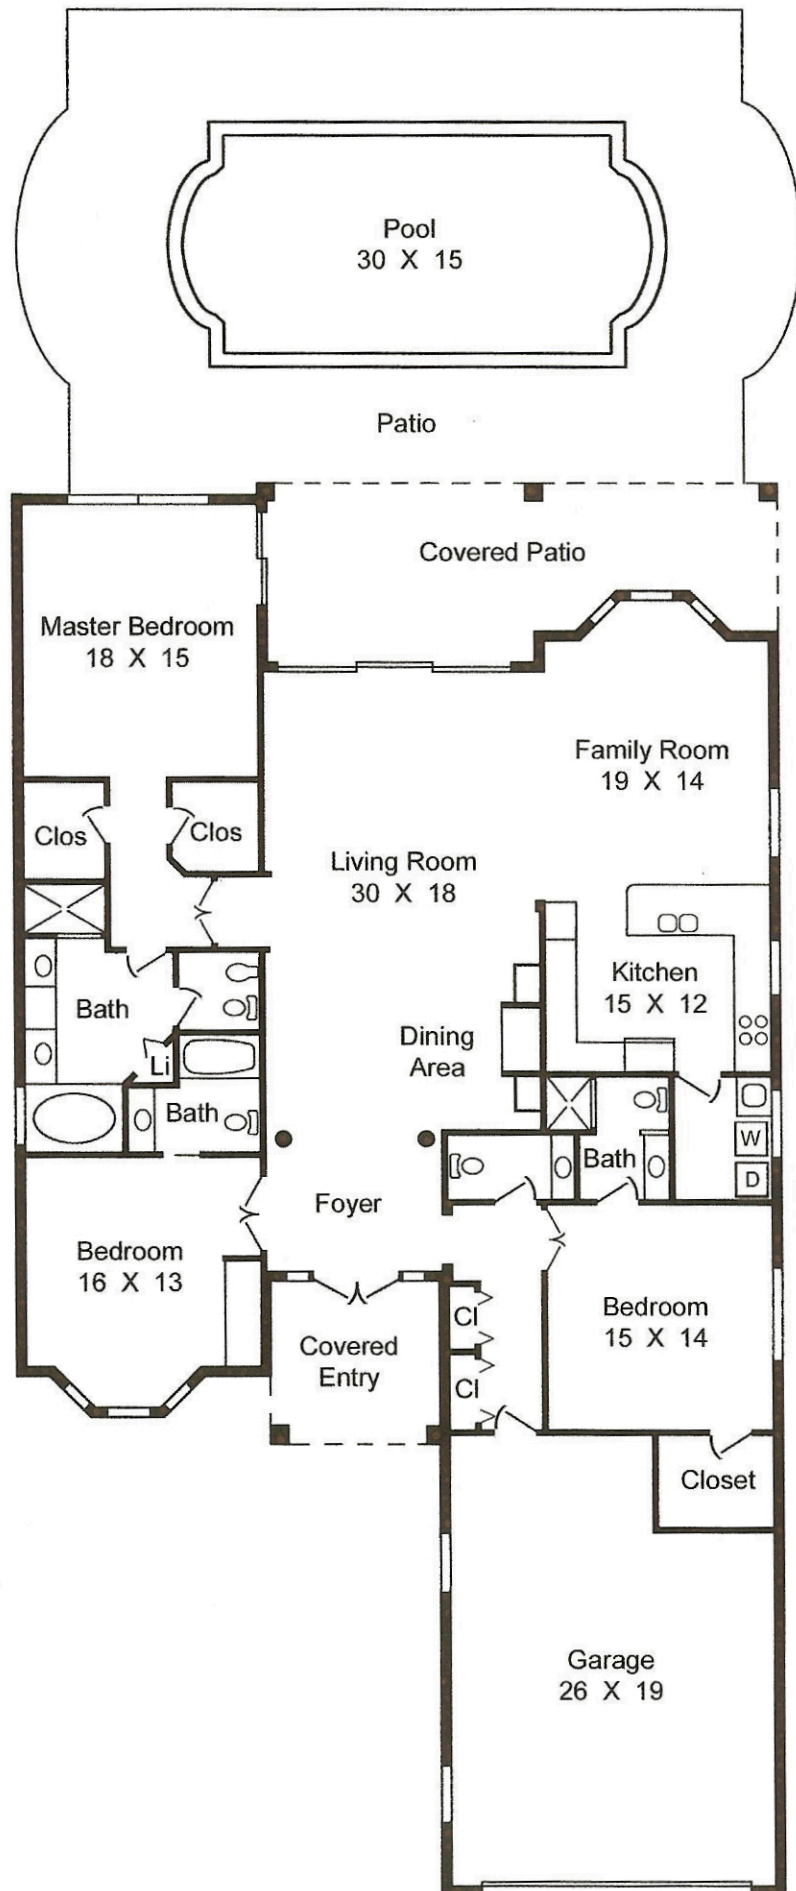 Pool
30 X 15
Patio
Covered Patio
Master Bedroom
18 X 15
Family Room
19 X 14
Clos
Clos
Living Room
30 X 18
Kitchen
15 X 12
Bath
Dining
Area
Li
Bath
W
Bath
D
Foyer
Bedroom
16 X 13
Bedroom
15 X 14
Cl
Covered
Entry
Cl
Closet
Garage
26 X 19